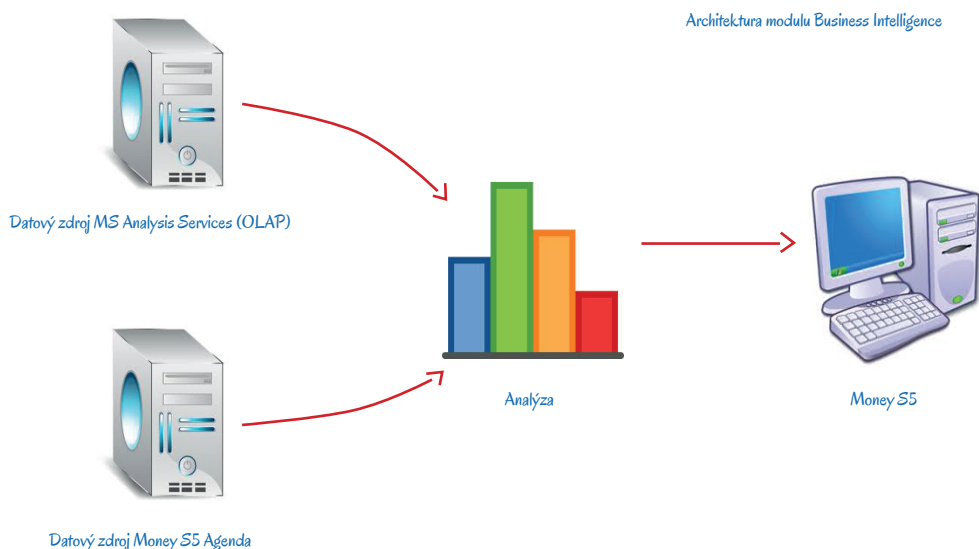 Architektura modulu Business Intelligence
Datový zdroj MS Analysis Services (OLAP)
Analýza
Money S5
Datový zdroj Money S5 Agenda